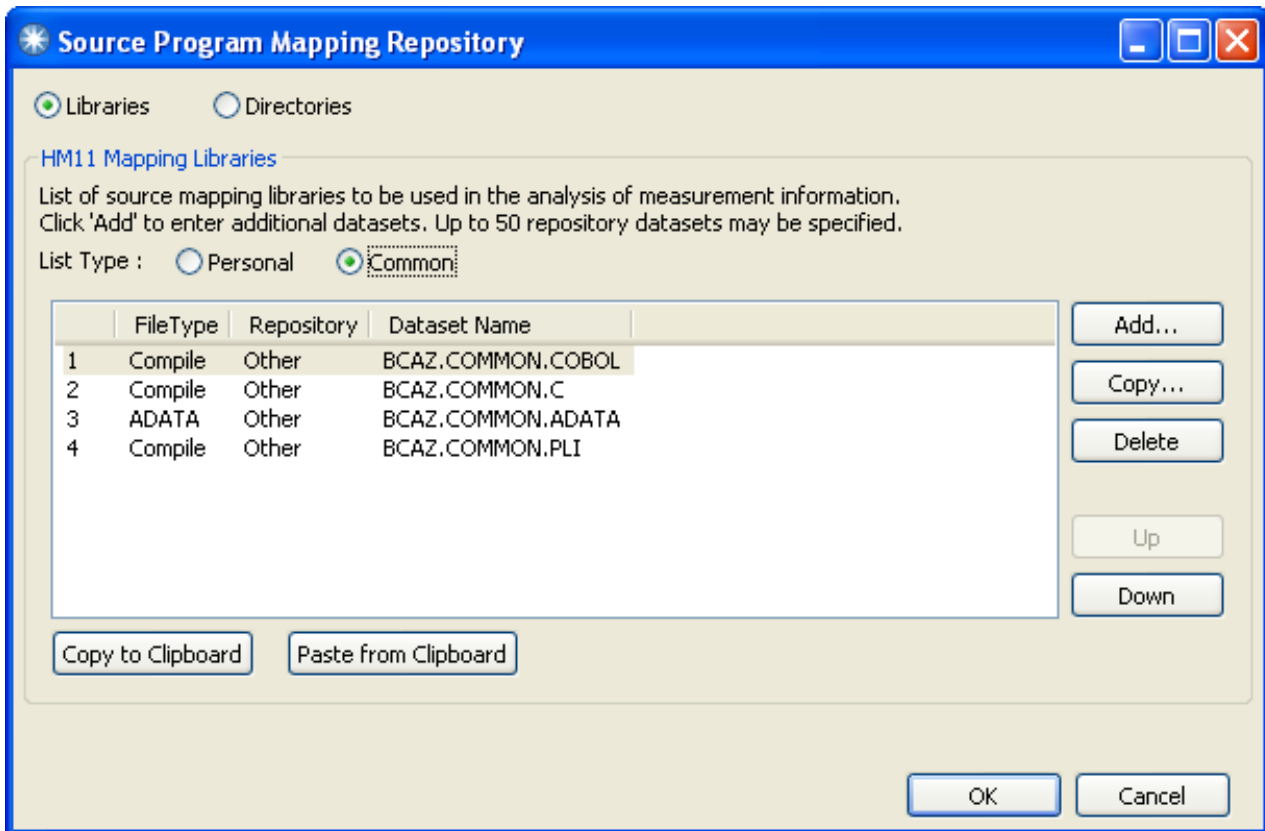 Source Program Mapping Repository
Libraries Directories
HM11 Mapping Libraries
List of source mapping libraries to be used in the analysis of measurement information.
Click 'Add' to enter additional datasets. Up to 50 repository datasets may be specified.
List Type : Personal Common
FileType Repository Dataset Name
1 Compile Other BCAZ.COMMON.COBOL
2 Compile Other BCAZ.COMMON.C
3 ADATA Other BCAZ.COMMON.ADATA
4 Compile Other BCAZ.COMMON.PLI
Add...
Copy...
Delete
Up
Down
Copy to Clipboard Paste from Clipboard
OK Cancel